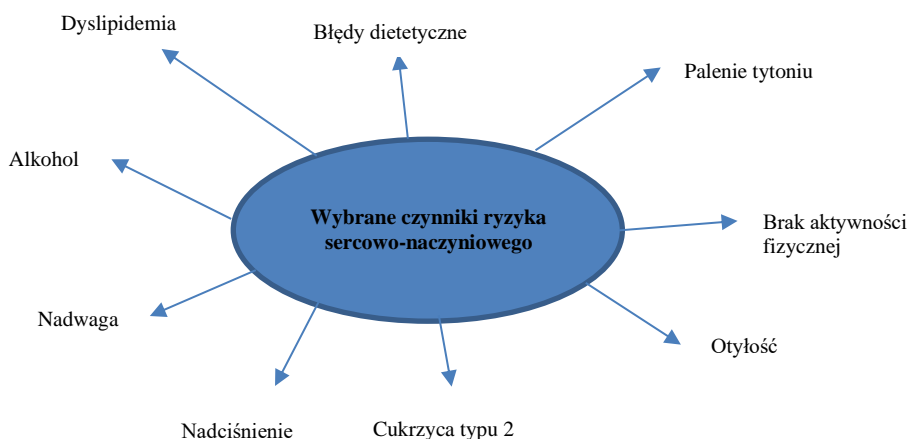 Dyslipidemia
Błędy dietetyczne
Palenie tytoniu
Alkohol
Wybrane czynniki ryzyka
sercowo-naczyniowego
Brak aktywności
fizycznej
Nadwaga
Otyłość
Nadciśnienie
Cukrzyca typu 2